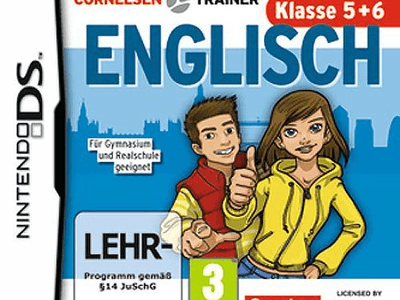 CORNELSEN TRAINER
Klasse 5+6
ENGLISCH
NINTENDO DS
Für Gymnasium
und Realschule
geeignet
LEHR-
Programm gemäß
§14 JuSchG
3
LICENSED BY